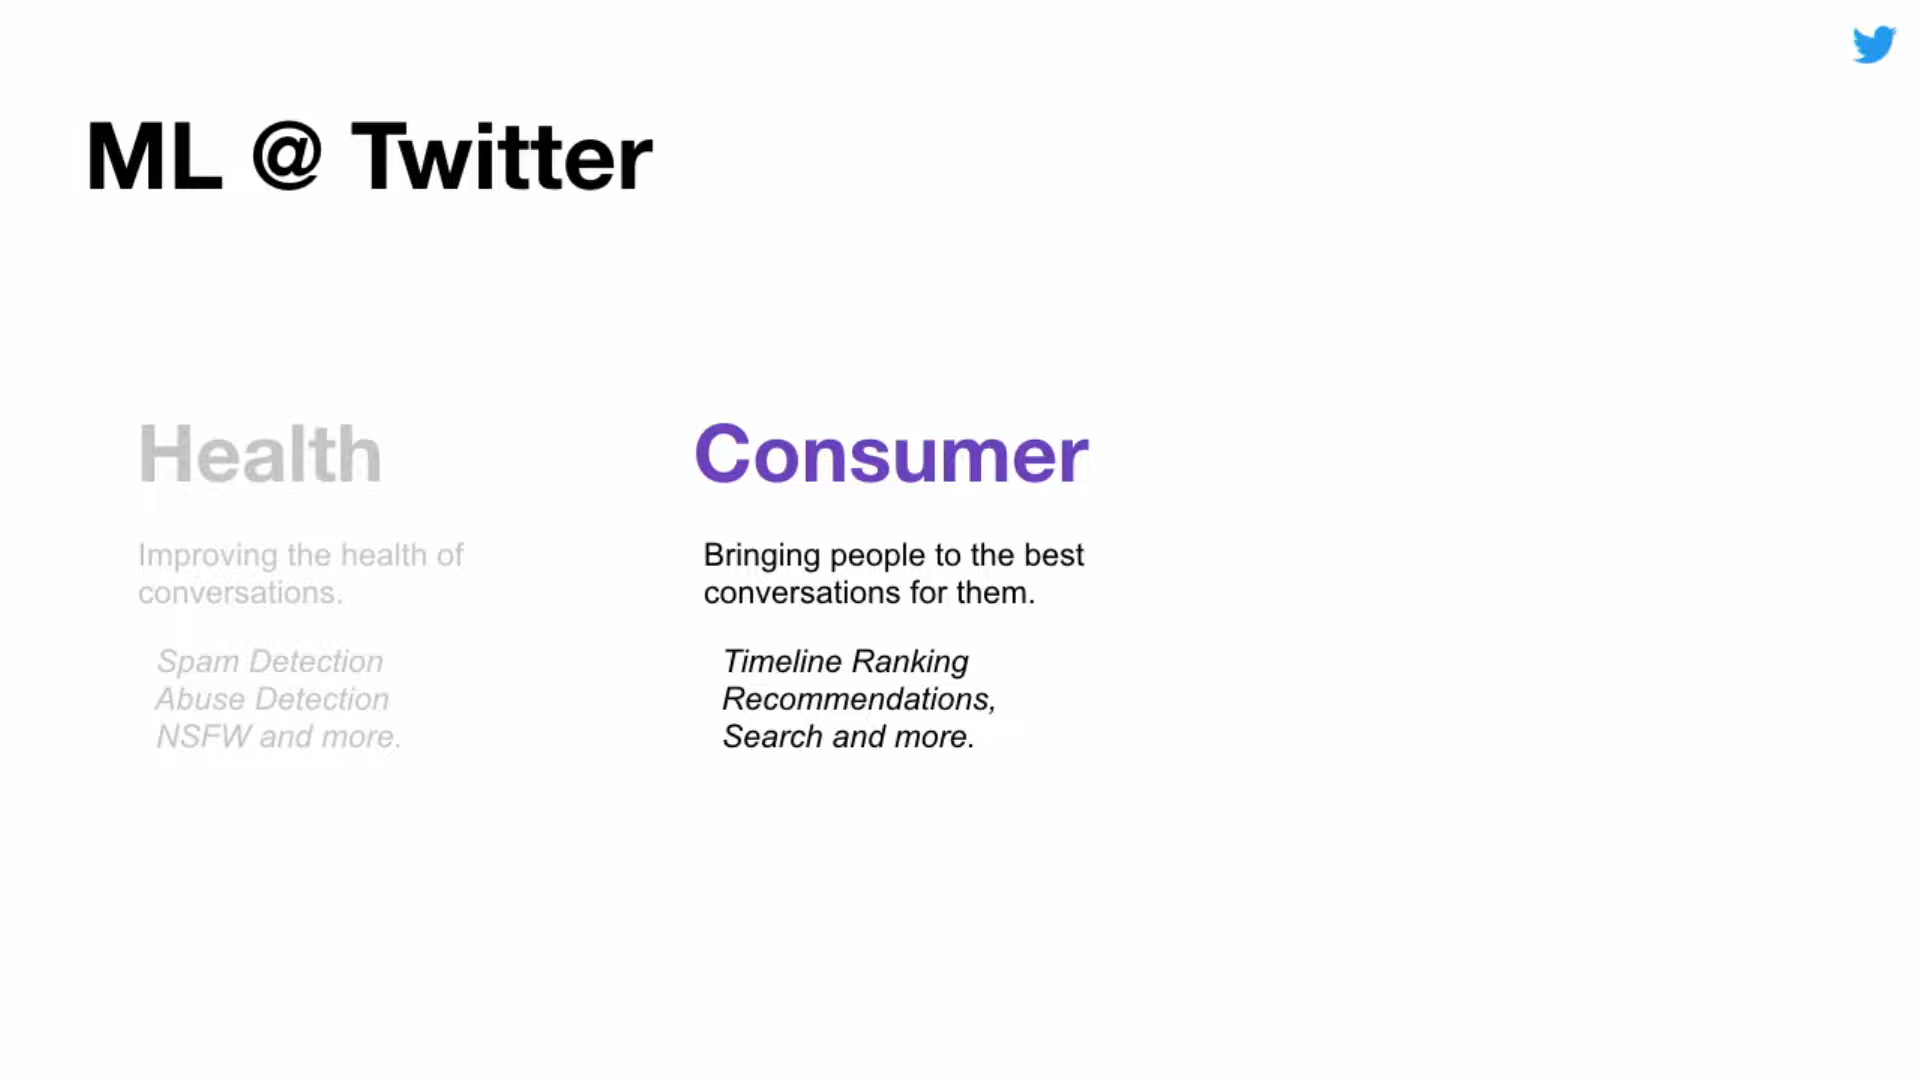 ML @ Twitter
Health
Improving the health of
conversations.
Spam Detection
Abuse Detection
NSFW and more.
Consumer
Bringing people to the best
conversations for them.
Timeline Ranking
Recommendations,
Search and more.